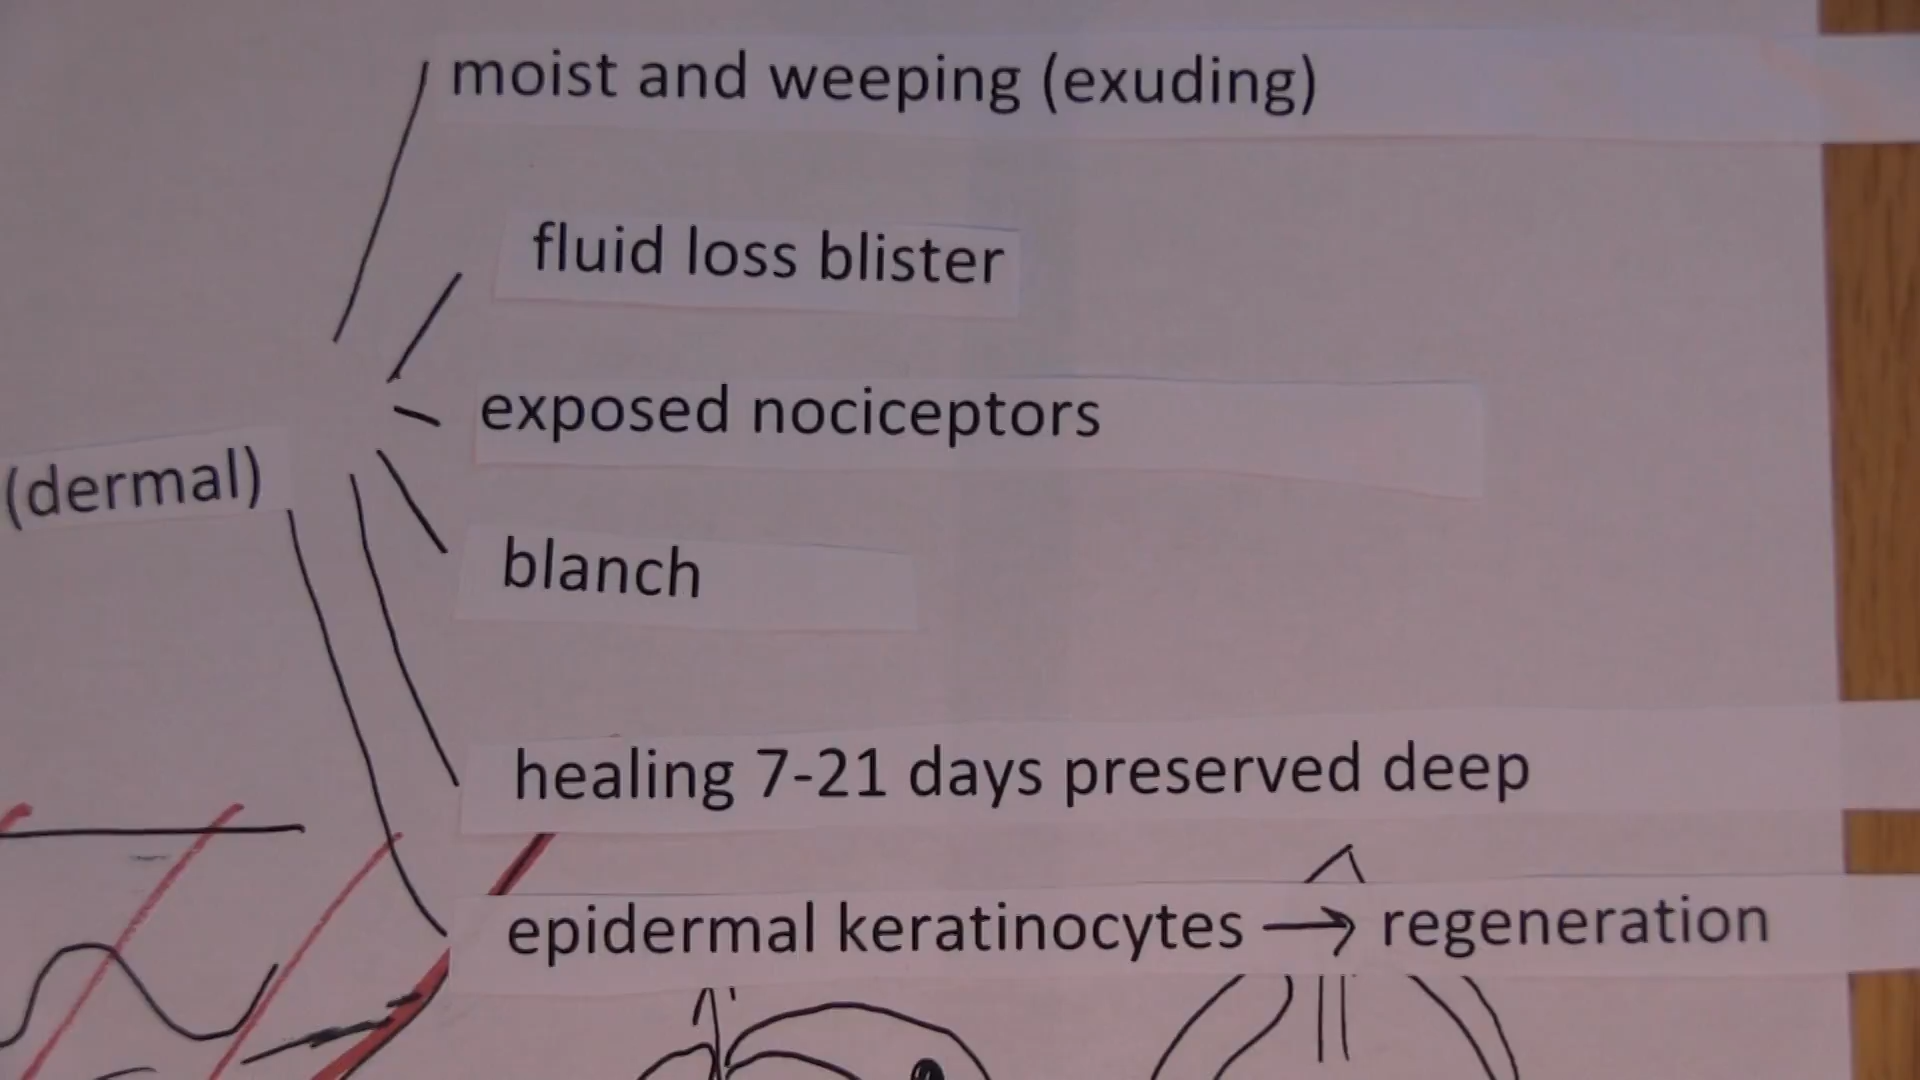 moist and weeping (exuding)
fluid loss blister
exposed nociceptors
(dermal)
blanch
healing 7-21 days preserved deep
epidermal keratinocytes → regeneration